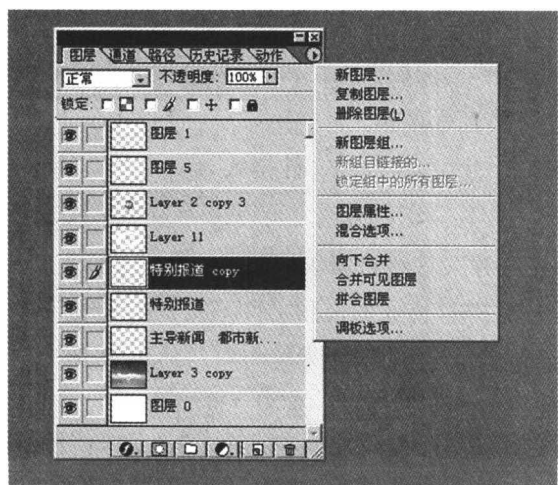 图层 通道 路径 历史记录 动作
正常 不透明度: 100%
锁定:
图层 1
图层 5
Layer 2 copy 3
Layer 11
特别报道 copy
特别报道
主导新闻 都市新...
Layer 3 copy
图层 0
新图层...
复制图层...
删除图层(L)
新图层组...
新组自链接的...
锁定组中的所有图层...
图层属性...
混合选项...
向下合并
合并可见图层
拼合图层
调板选项...